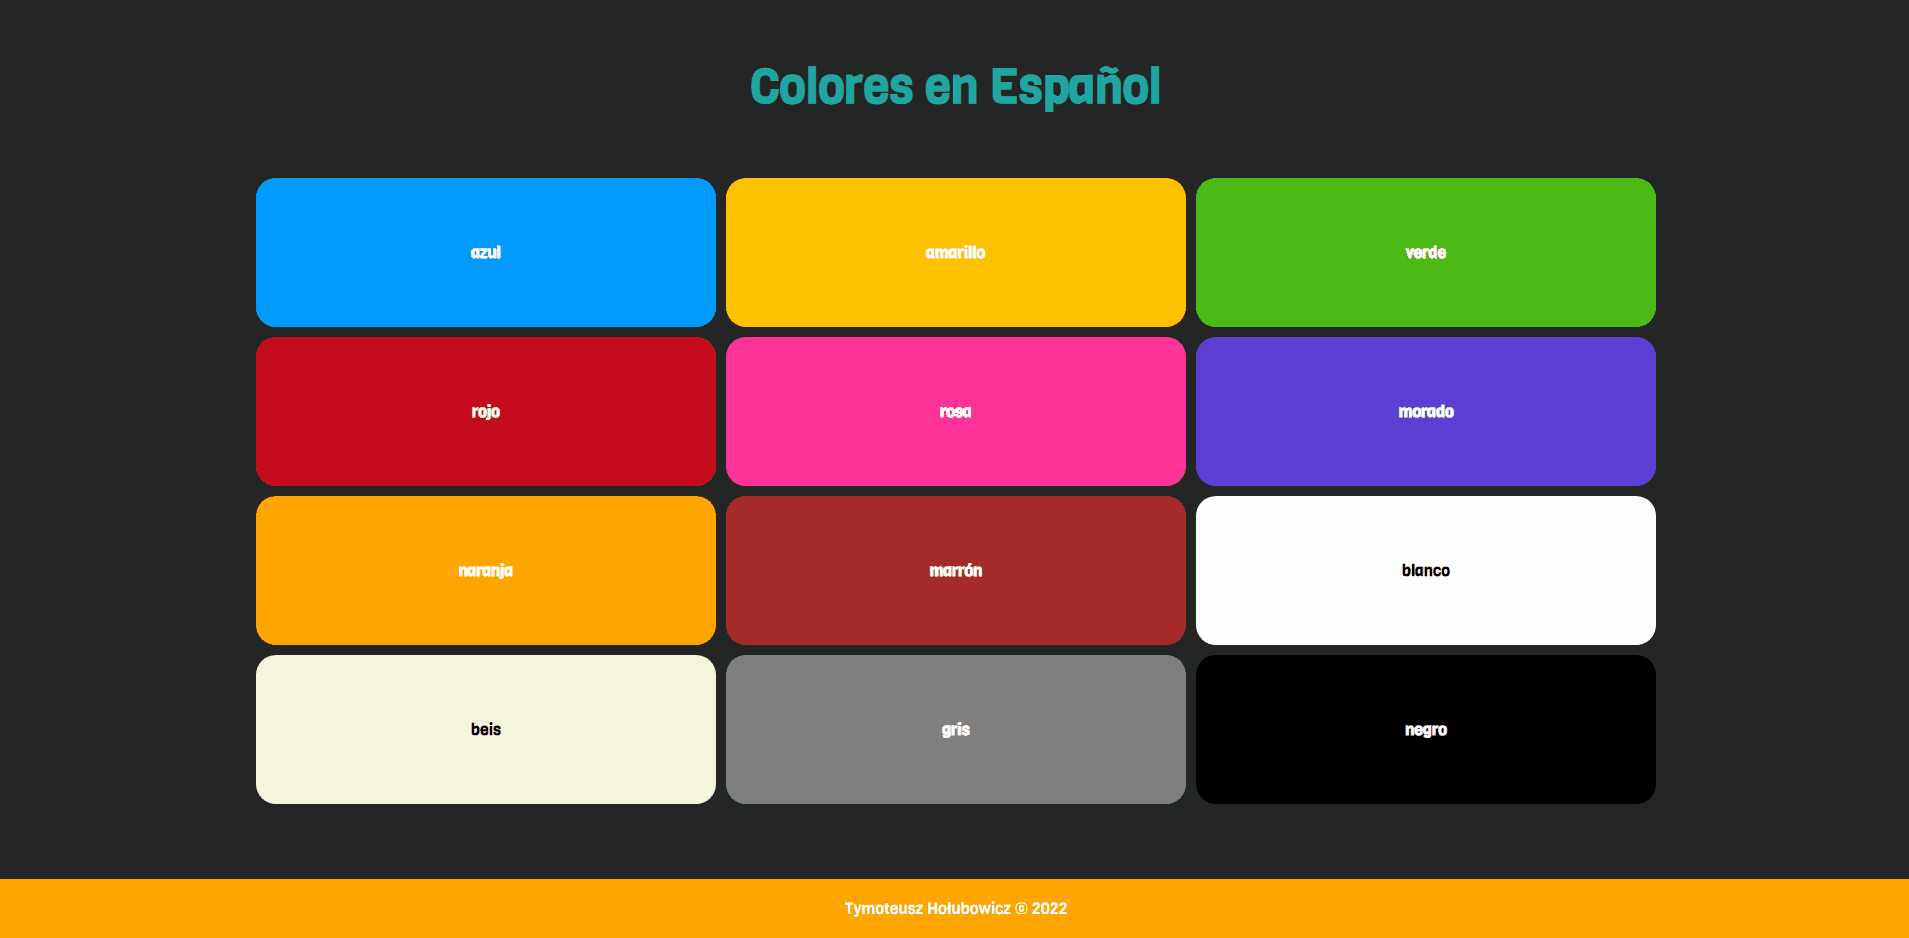 Colores en Español
azul
amarillo
verde
rojo
rosa
morado
naranja
marrón
blanco
beis
gris
negro
Tymoteusz Hołubowicz © 2022